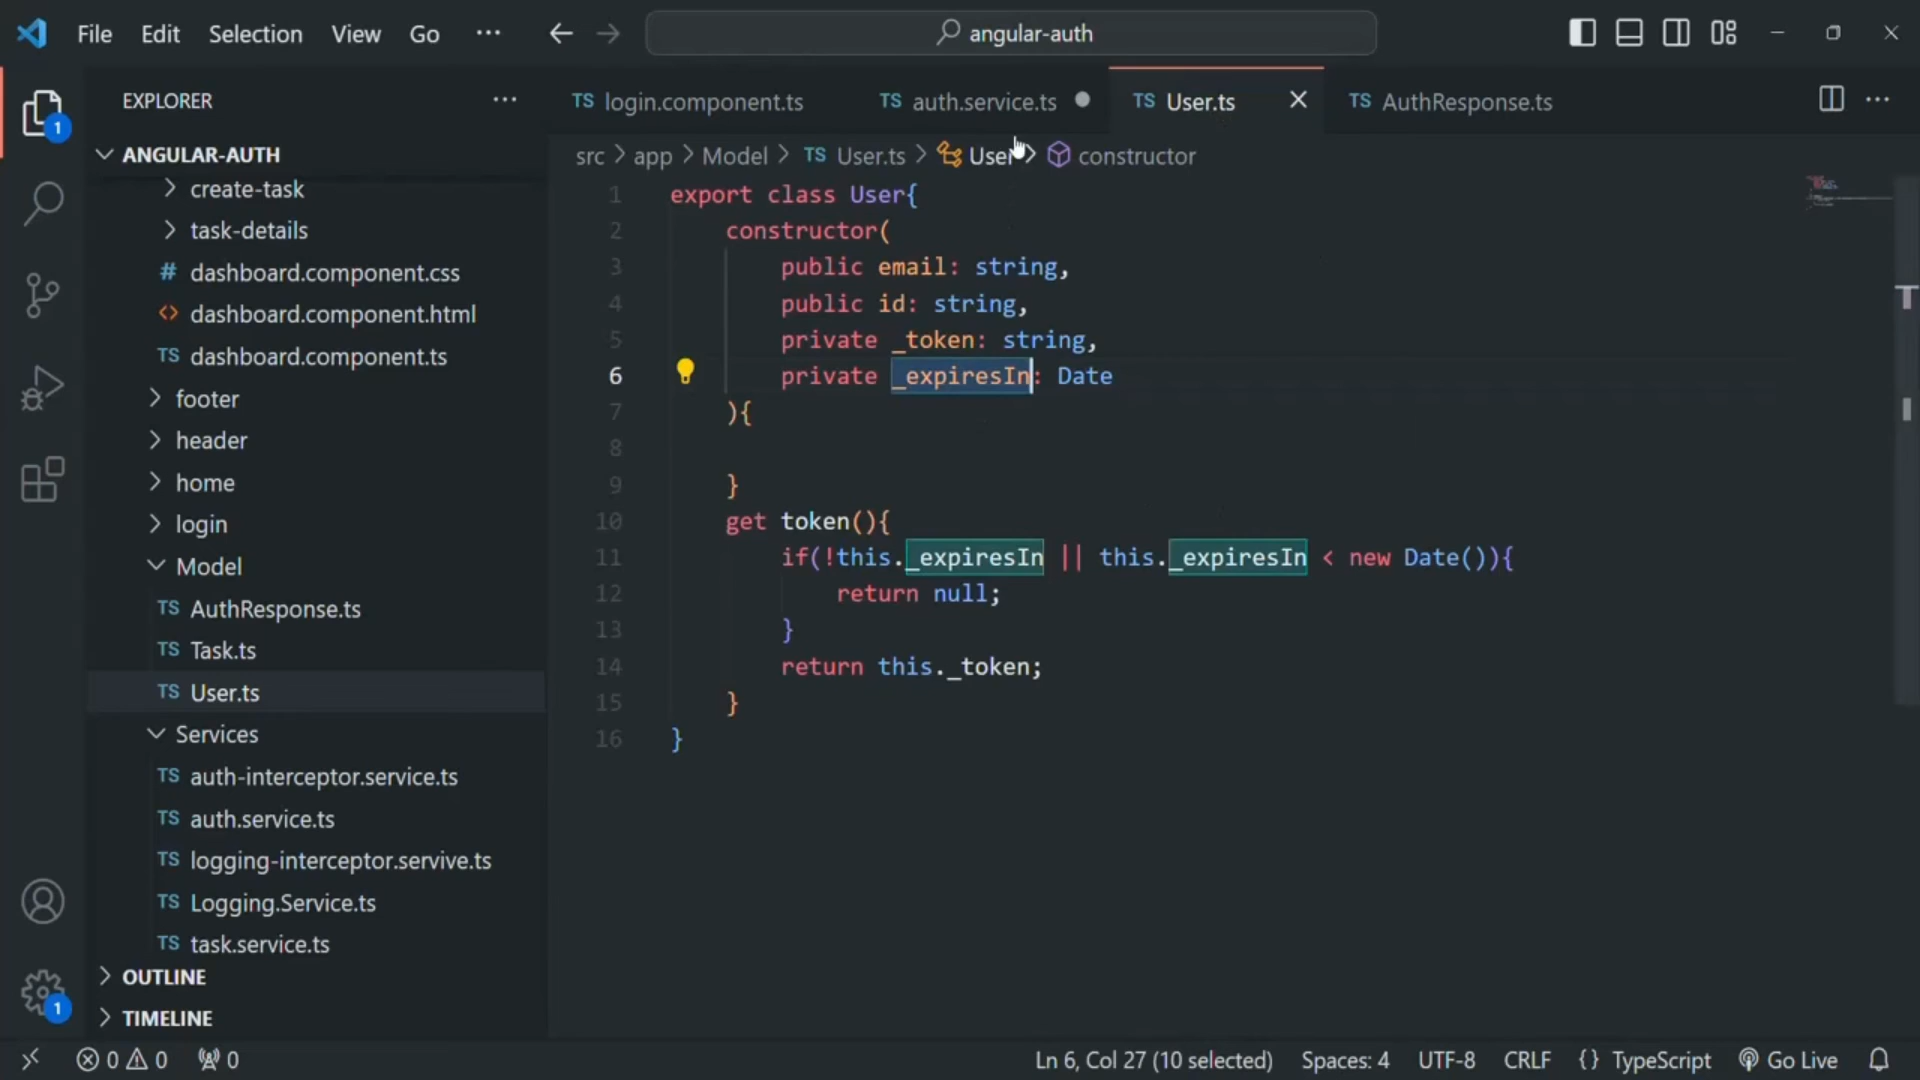 File Edit Selection View Go ··· angular-auth
EXPLORER ···
1
ANGULAR-AUTH
create-task
task-details
# dashboard.component.css
<> dashboard.component.html
TS dashboard.component.ts
footer
header
home
login
Model
TS AuthResponse.ts
TS Task.ts
TS User.ts
Services
TS auth-interceptor.service.ts
TS auth.service.ts
TS logging-interceptor.servive.ts
TS Logging.Service.ts
TS task.service.ts
OUTLINE
TIMELINE
1
TS login.component.ts TS auth.service.ts TS User.ts TS AuthResponse.ts ···
src > app > Model > TS User.ts > User > constructor
1 export class User{
2 constructor(
3 public email: string,
4 public id: string,
5 private _token: string,
6 private _expiresIn: Date
7 ){
8
9 }
10 get token(){
11 if(!this._expiresIn || this._expiresIn < new Date()){
12 return null;
13 }
14 return this._token;
15 }
16 }
0 0 0 Ln 6, Col 27 (10 selected) Spaces: 4 UTF-8 CRLF {} TypeScript Go Live